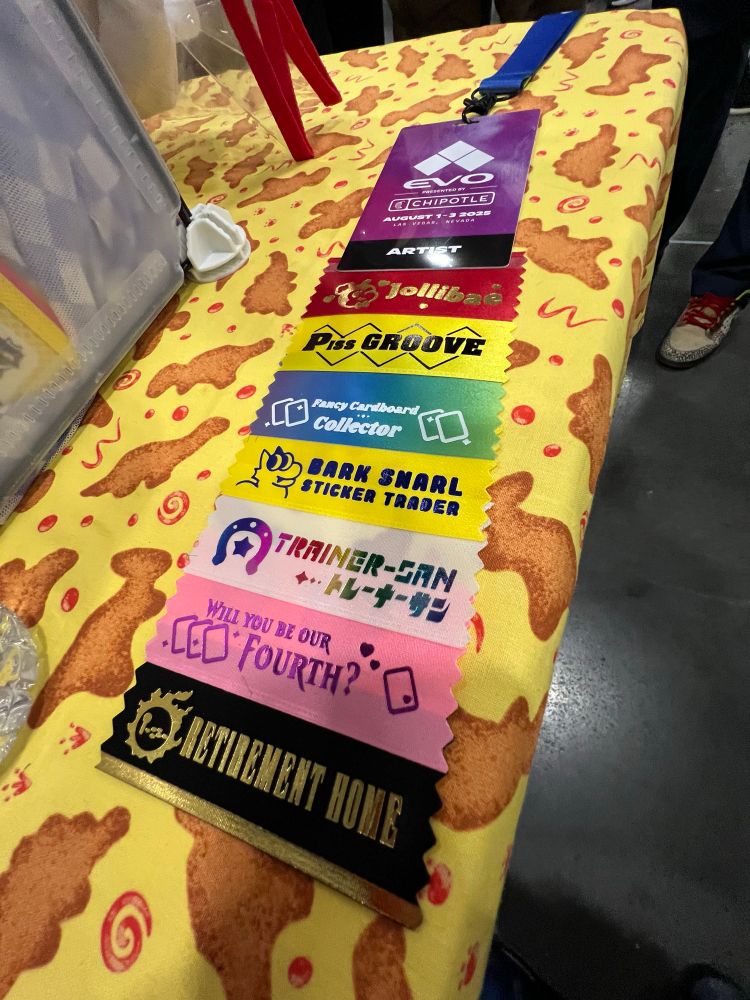 EVO
PRESENTED BY
CHIPOTLE
AUGUST 1-3 2025
LAS VEGAS, NEVADA
ARTIST
Jollibae
PISS GROOVE
Fancy Cardboard
Collector
BARK SNARL
STICKER TRADER
TRAINER-SAN
トレーナーサン
WILL YOU BE OUR
FOURTH?
RETIREMENT HOME